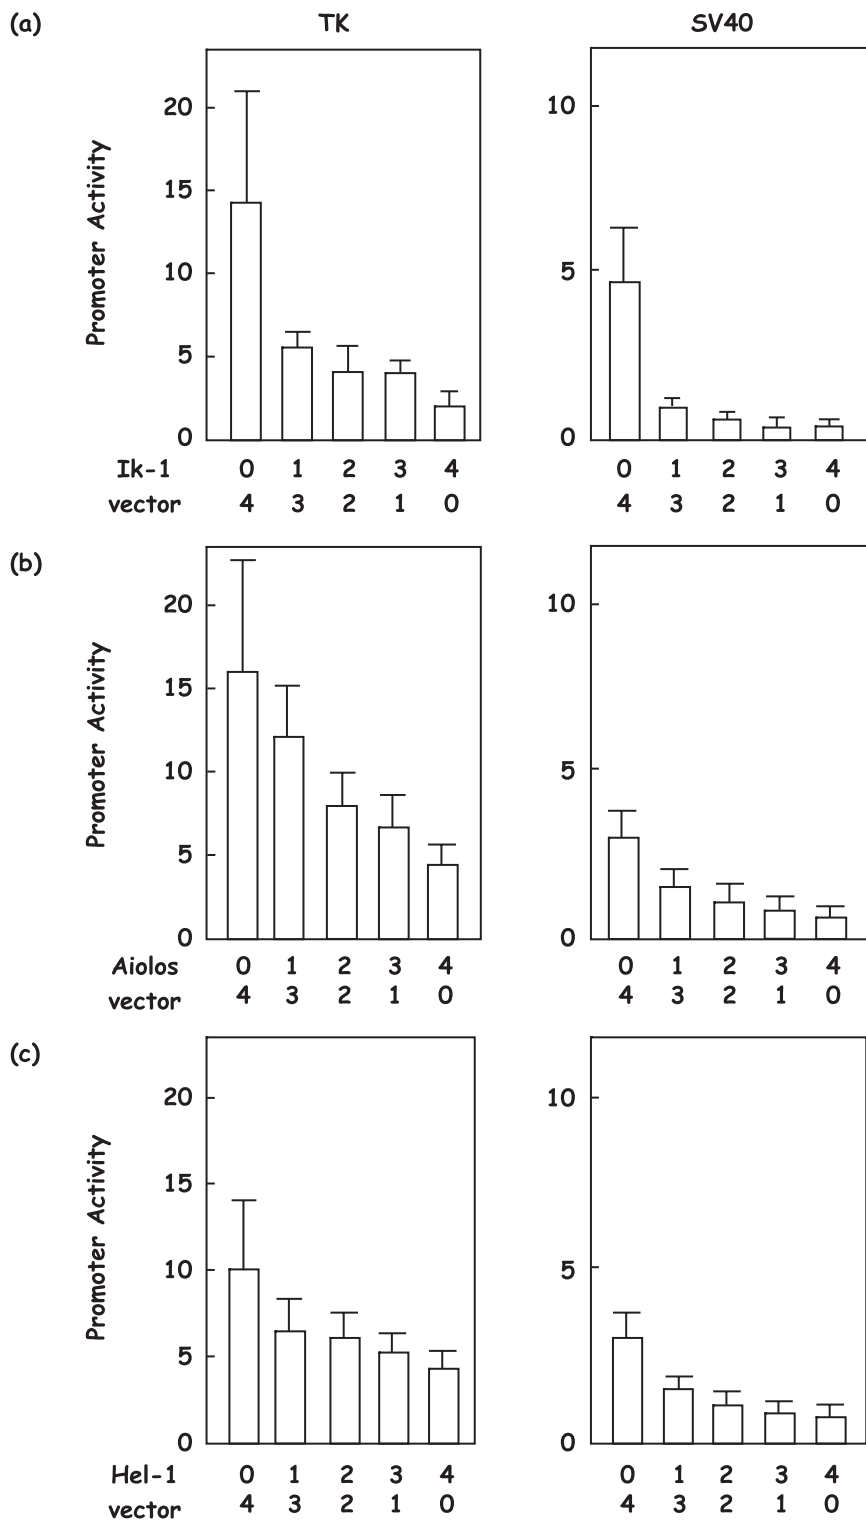 (a)
TK
SV40
Promoter Activity
20
15
10
5
0
10
5
0
Ik-1 0 1 2 3 4 0 1 2 3 4
vector 4 3 2 1 0 4 3 2 1 0
(b)
Promoter Activity
20
15
10
5
0
10
5
0
Aiolos 0 1 2 3 4 0 1 2 3 4
vector 4 3 2 1 0 4 3 2 1 0
(c)
Promoter Activity
20
15
10
5
0
10
5
0
Hel-1 0 1 2 3 4 0 1 2 3 4
vector 4 3 2 1 0 4 3 2 1 0